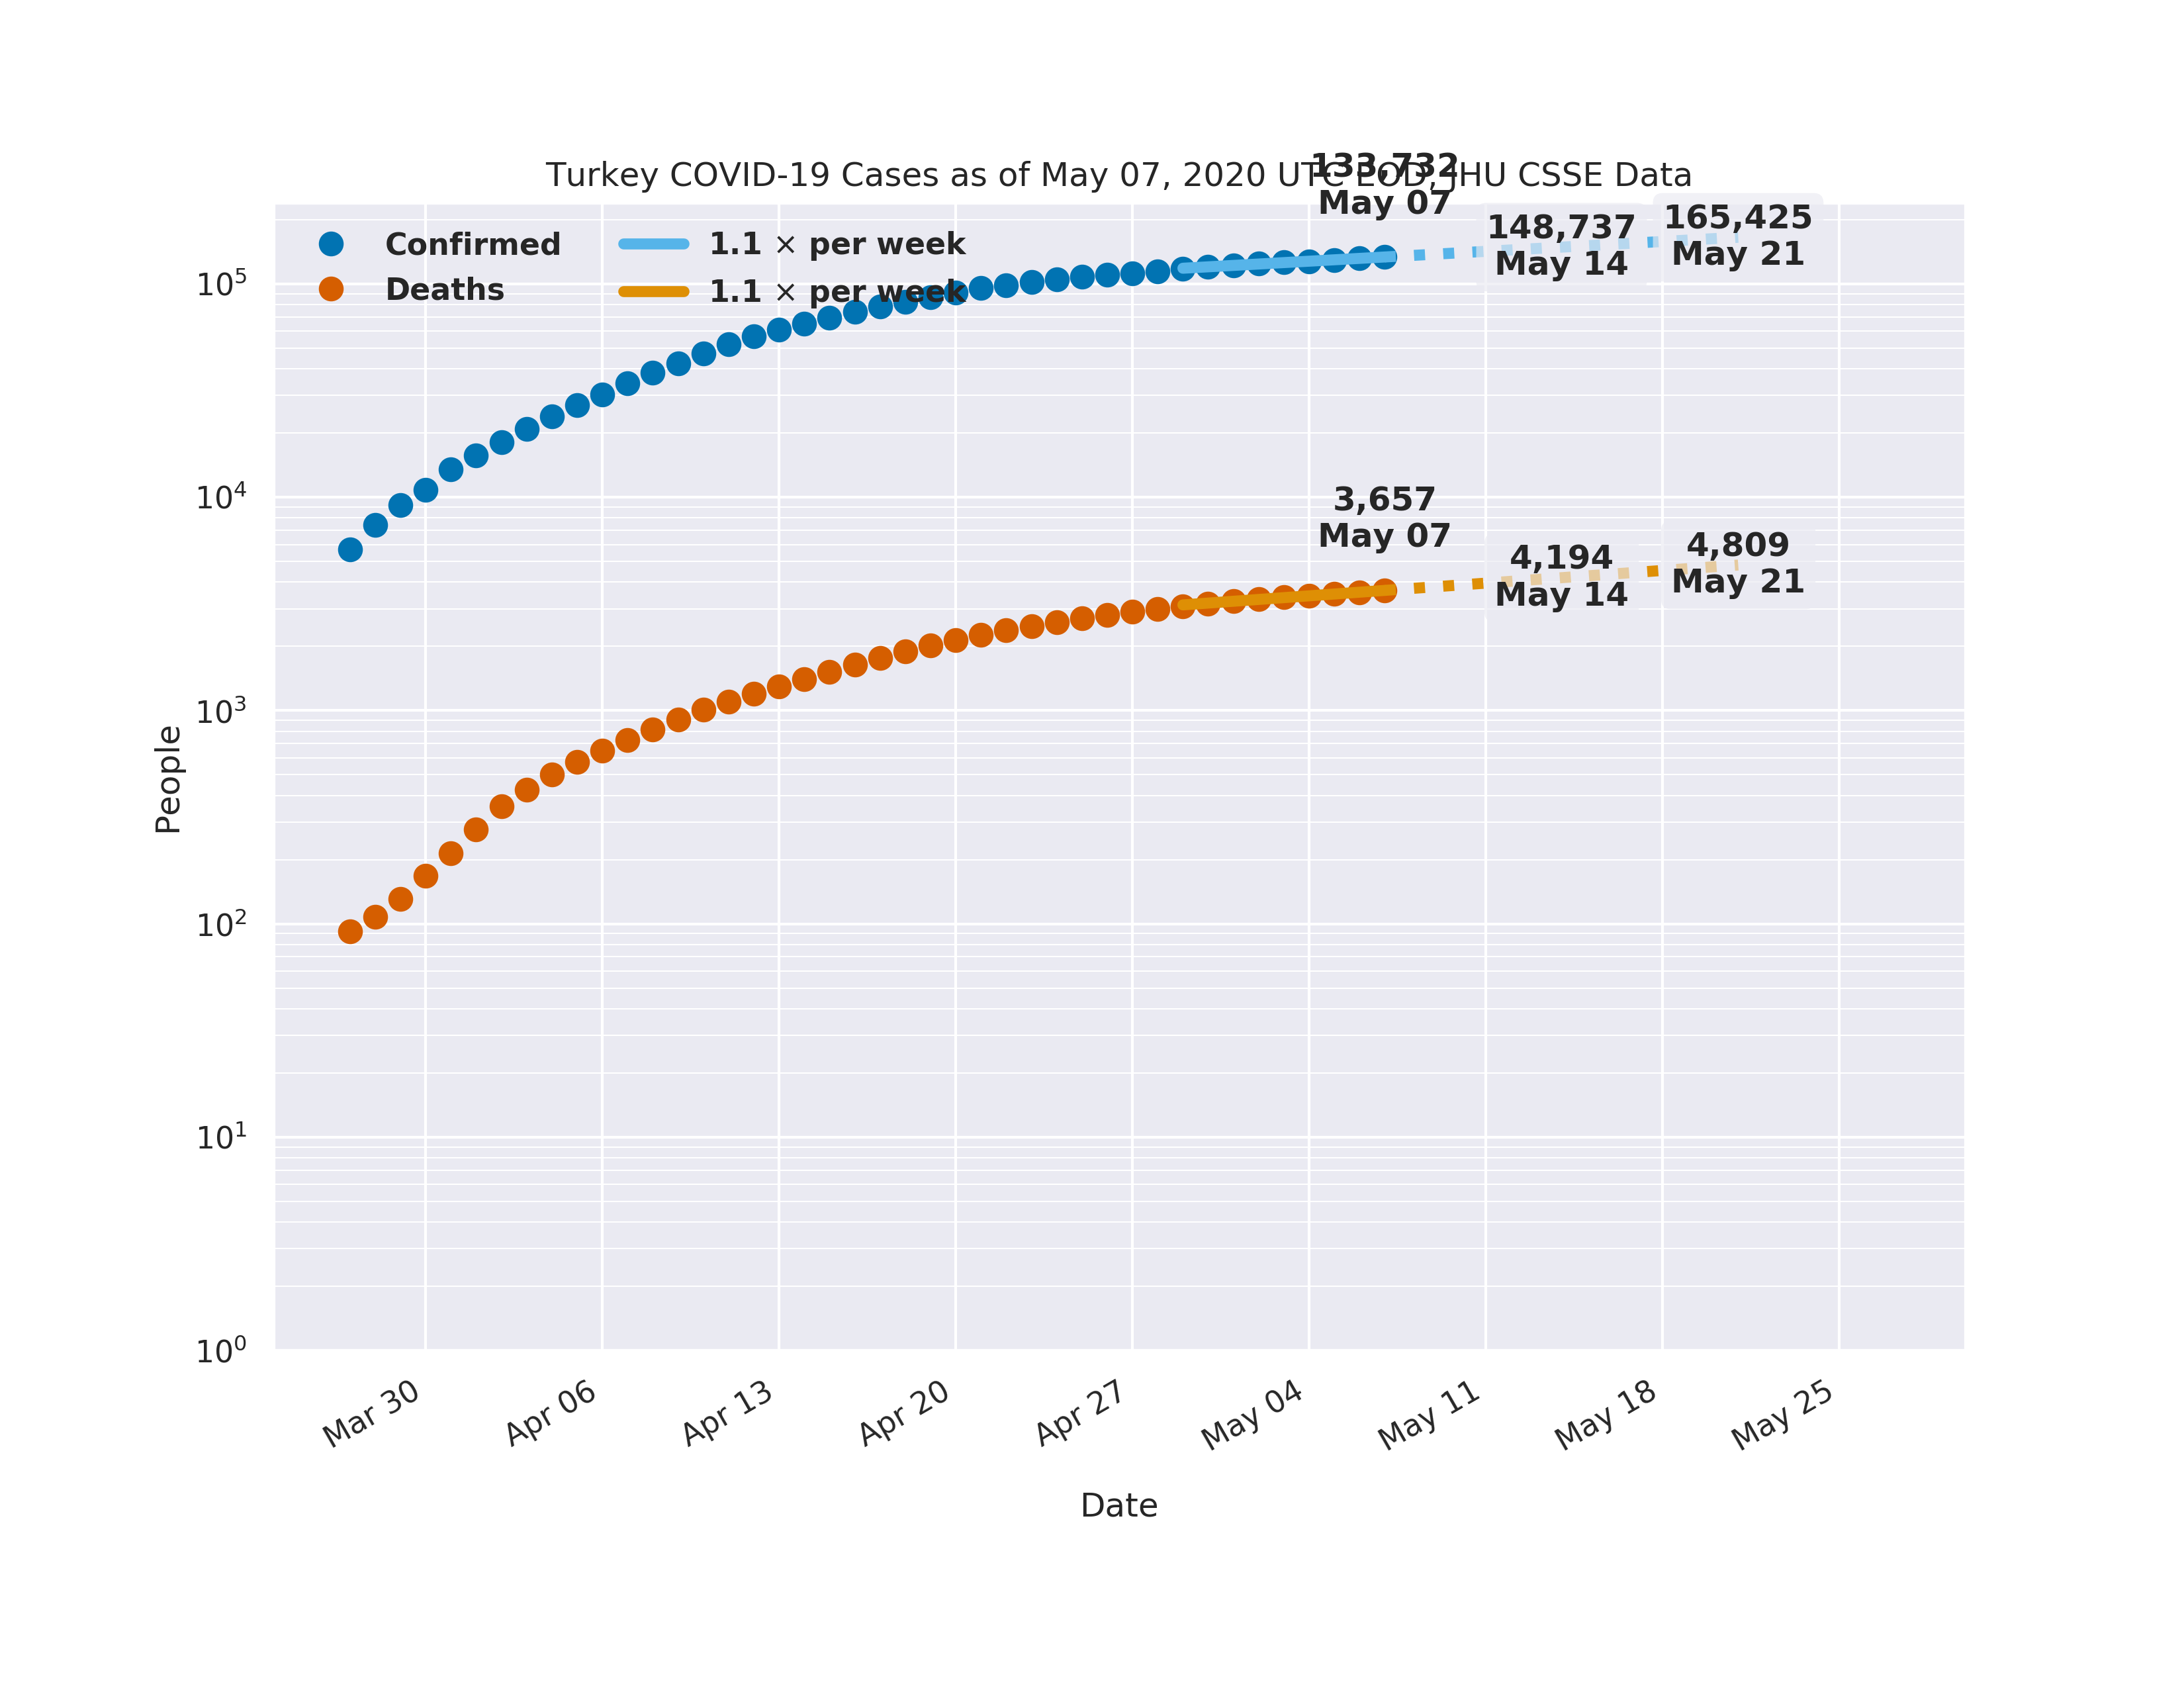 Turkey COVID-19 Cases as of May 07, 2020 UTC EOD, JHU CSSE Data
133,732
May 07
148,737
May 14
165,425
May 21
Confirmed
Deaths
1.1 × per week
1.1 × per week
3,657
May 07
4,194
May 14
4,809
May 21
People
10⁵
10⁴
10³
10²
10¹
10⁰
Mar 30
Apr 06
Apr 13
Apr 20
Apr 27
May 04
May 11
May 18
May 25
Date